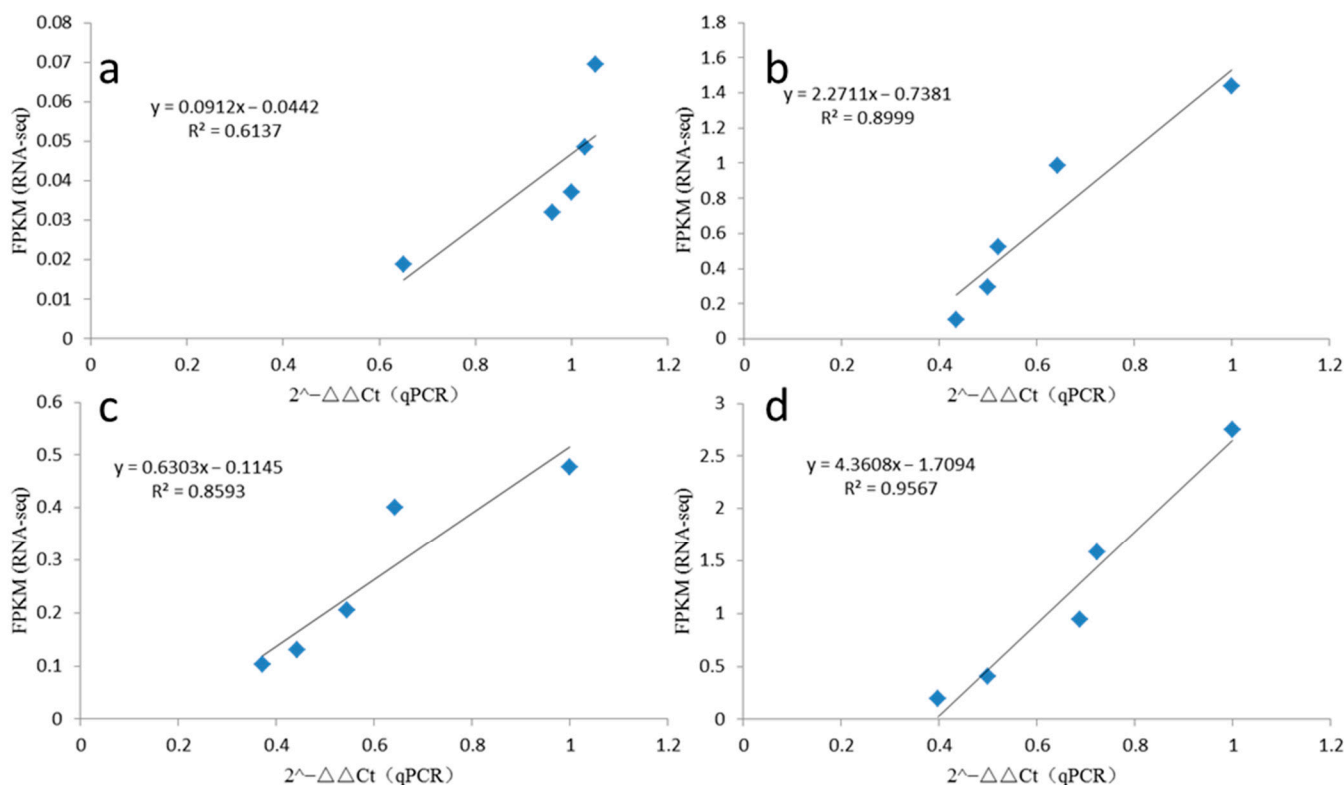 a
y = 0.0912x − 0.0442
R² = 0.6137
FPKM (RNA-seq)
0.08
0.07
0.06
0.05
0.04
0.03
0.02
0.01
0
0 0.2 0.4 0.6 0.8 1 1.2
2^−△△Ct（qPCR）
b
y = 2.2711x − 0.7381
R² = 0.8999
FPKM (RNA-seq)
1.8
1.6
1.4
1.2
1
0.8
0.6
0.4
0.2
0
0 0.2 0.4 0.6 0.8 1 1.2
2^−△△Ct（qPCR）
c
y = 0.6303x − 0.1145
R² = 0.8593
FPKM (RNA-seq)
0.6
0.5
0.4
0.3
0.2
0.1
0
0 0.2 0.4 0.6 0.8 1 1.2
2^−△△Ct（qPCR）
d
y = 4.3608x − 1.7094
R² = 0.9567
FPKM (RNA-seq)
3
2.5
2
1.5
1
0.5
0
0 0.2 0.4 0.6 0.8 1 1.2
2^−△△Ct（qPCR）